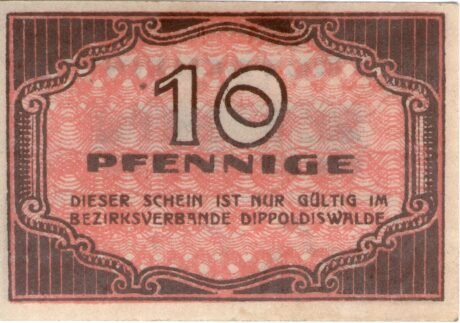 10
PFENNIGE
DIESER SCHEIN IST NUR GÜLTIG IM
BEZIRKSVERBANDE DIPPOLDISWALDE